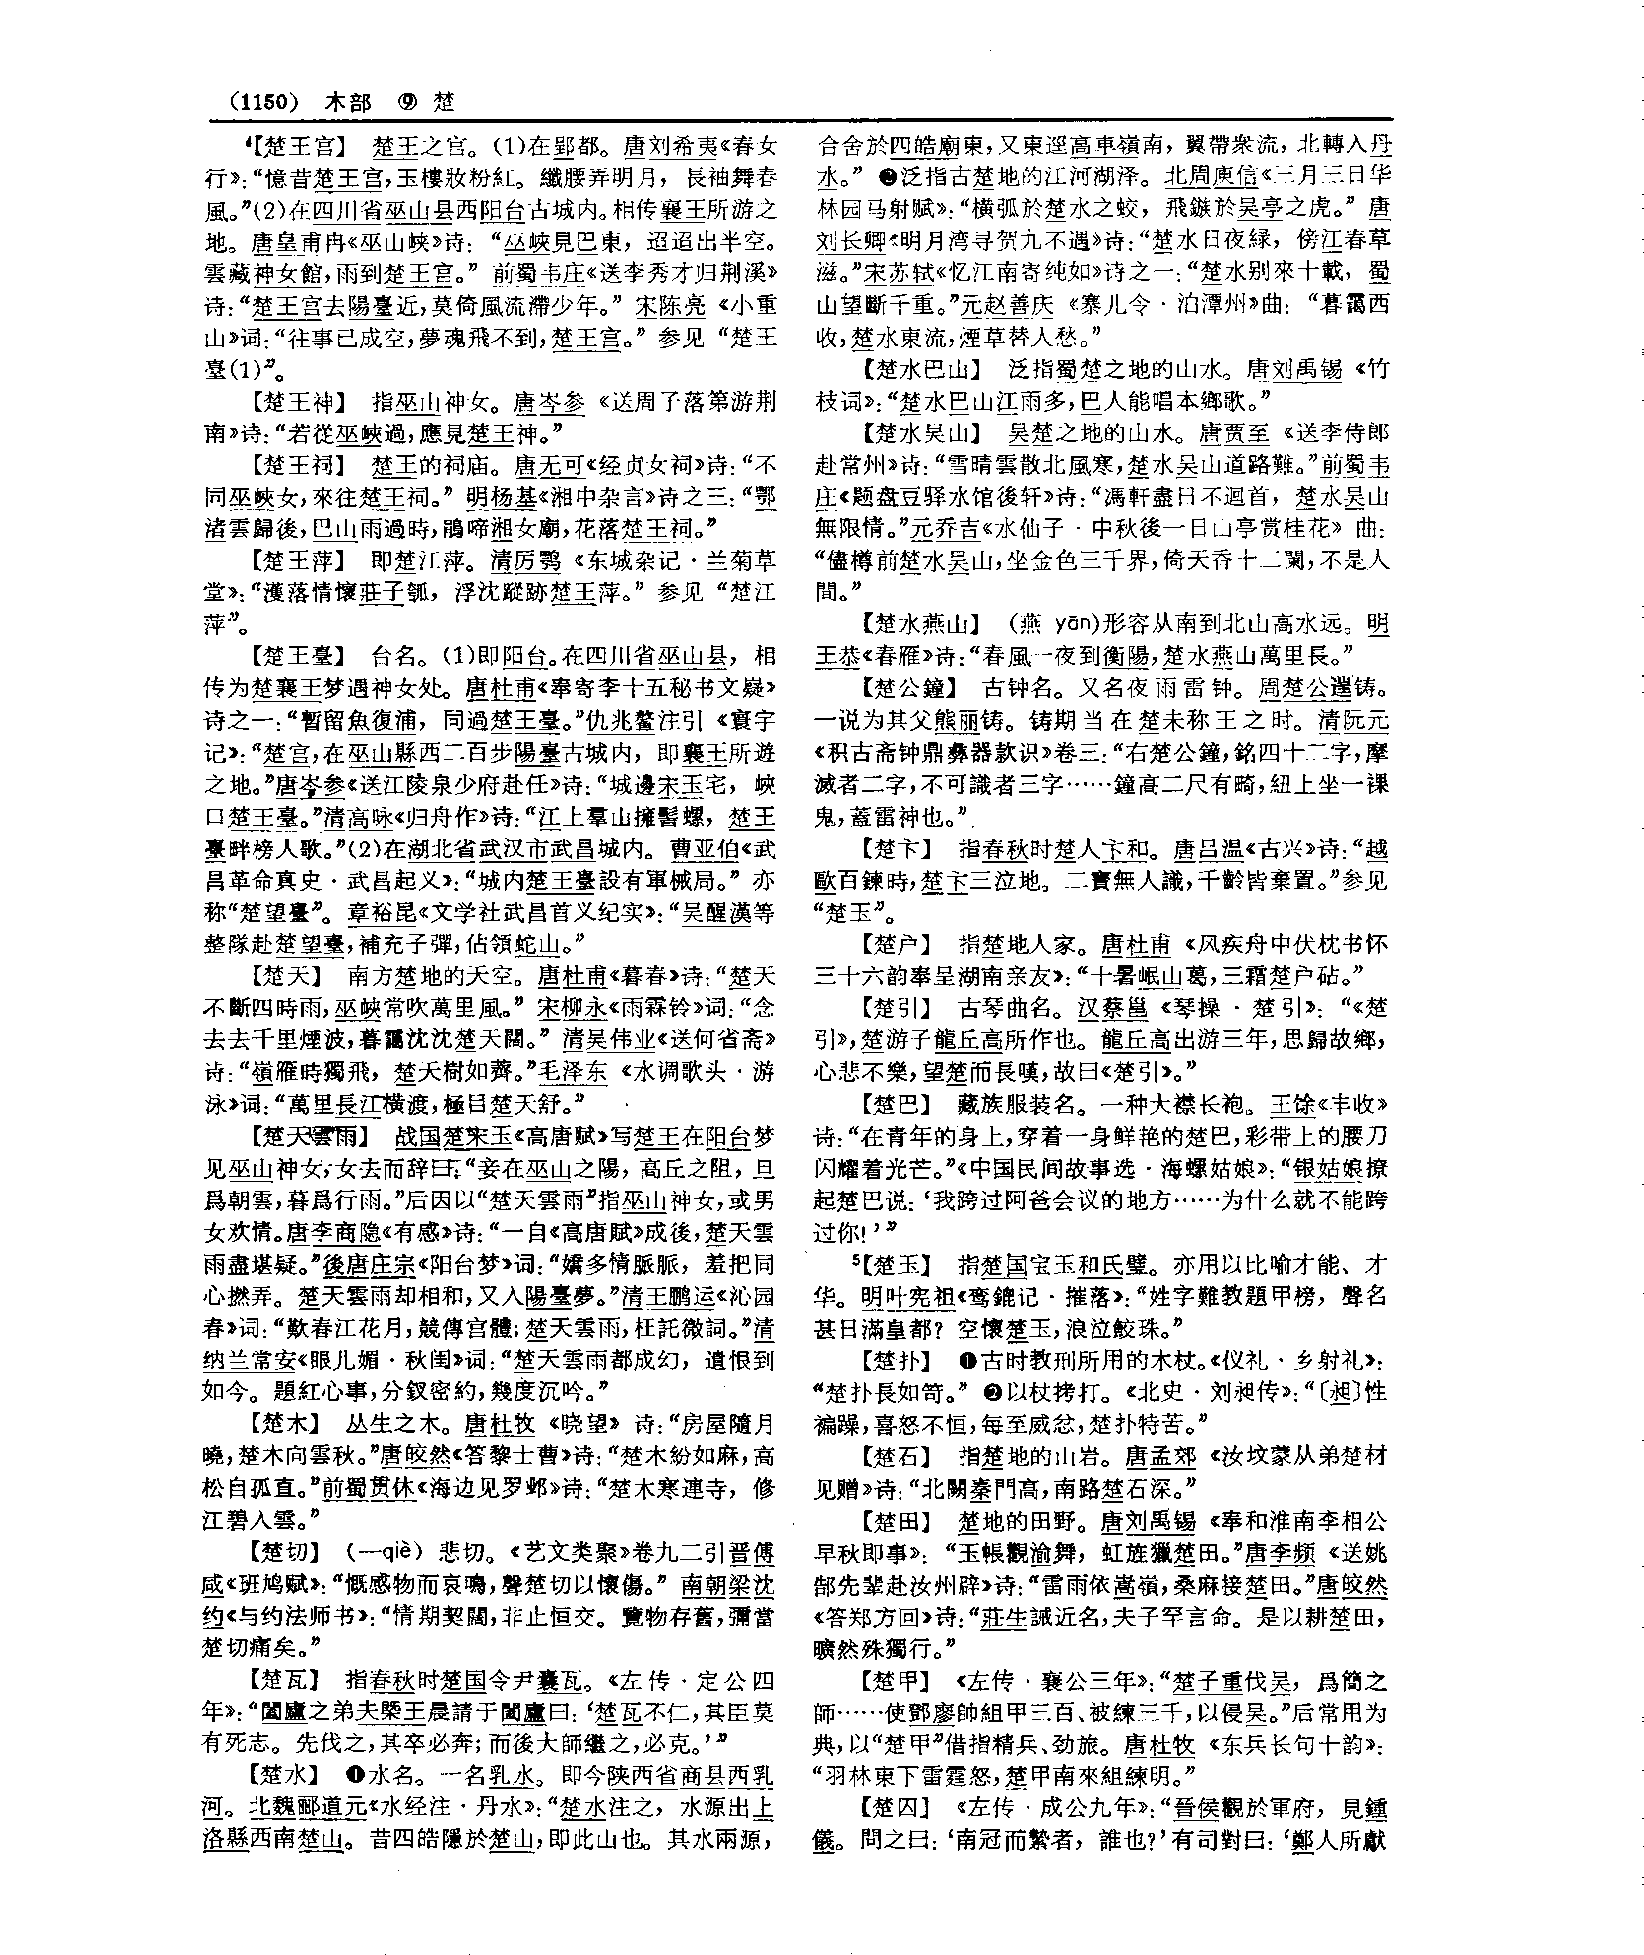 （1150） 木部 ⑨ 楚
⁴【楚王宫】 楚王之宫。(1)在郢都。唐刘希夷《春女
行》：“憶昔楚王宫，玉樓妝粉紅。纖腰弄明月，長袖舞春
風。”(2)在四川省巫山县西阳台古城内。相传襄王所游之
地。唐皇甫冉《巫山峡》诗：“巫峽見巴東，迢迢出半空。
雲藏神女館，雨到楚王宫。”前蜀韦庄《送李秀才归荆溪》
诗：“楚王宫去陽臺近，莫倚風流滯少年。”宋陈亮《小重
山》词：“往事已成空，夢魂飛不到，楚王宫。”参见“楚王
臺(1)”。
【楚王神】 指巫山神女。唐岑参《送周子落第游荆
南》诗：“若從巫峽過，應見楚王神。”
【楚王祠】 楚王的祠庙。唐无可《经贞女祠》诗：“不
同巫峽女，來往楚王祠。”明杨基《湘中杂言》诗之三：“鄂
渚雲歸後，巴山雨過時，鵑啼湘女廟，花落楚王祠。”
【楚王萍】 即楚江萍。清厉鹗《东城杂记·兰菊草
堂》：“濩落情懷莊子瓠，浮沈蹤跡楚王萍。”参见“楚江
萍”。
【楚王臺】 台名。(1)即阳台。在四川省巫山县，相
传为楚襄王梦遇神女处。唐杜甫《奉寄李十五秘书文嶷》
诗之一：“暫留魚復浦，同過楚王臺。”仇兆鳌注引《寰宇
记》：“楚宫，在巫山縣西二百步陽臺古城内，即襄王所遊
之地。”唐岑参《送江陵泉少府赴任》诗：“城邊宋玉宅，峽
口楚王臺。”清高咏《归舟作》诗：“江上羣山擁髻螺，楚王
臺畔榜人歌。”(2)在湖北省武汉市武昌城内。曹亚伯《武
昌革命真史·武昌起义》：“城内楚王臺設有軍械局。”亦
称“楚望臺”。章裕昆《文学社武昌首义纪实》：“吴醒漢等
整隊赴楚望臺，補充子彈，佔領蛇山。”
【楚天】 南方楚地的天空。唐杜甫《暮春》诗：“楚天
不斷四時雨，巫峽常吹萬里風。”宋柳永《雨霖铃》词：“念
去去千里煙波，暮靄沈沈楚天闊。”清吴伟业《送何省斋》
诗：“嶺雁時獨飛，楚天樹如薺。”毛泽东《水调歌头·游
泳》词：“萬里長江横渡，極目楚天舒。”
【楚天雲雨】 战国楚宋玉《高唐赋》写楚王在阳台梦
见巫山神女，女去而辞曰：“妾在巫山之陽，高丘之阻，旦
爲朝雲，暮爲行雨。”后因以“楚天雲雨”指巫山神女，或男
女欢情。唐李商隐《有感》诗：“一自《高唐賦》成後，楚天雲
雨盡堪疑。”後唐庄宗《阳台梦》词：“嬌多情脈脈，羞把同
心撚弄。楚天雲雨却相和，又入陽臺夢。”清王鹏运《沁园
春》词：“歎春江花月，競傳宫體；楚天雲雨，枉託微詞。”清
纳兰常安《眼儿媚·秋闺》词：“楚天雲雨都成幻，遺恨到
如今。題紅心事，分釵密約，幾度沉吟。”
【楚木】 丛生之木。唐杜牧《晓望》诗：“房屋隨月
曉，楚木向雲秋。”唐皎然《答黎士曹》诗：“楚木紛如麻，高
松自孤直。”前蜀贯休《海边见罗邺》诗：“楚木寒連寺，修
江碧入雲。”
【楚切】 （—qiè）悲切。《艺文类聚》卷九二引晋傅
咸《班鸠赋》：“慨感物而哀鳴，聲楚切以懷傷。”南朝梁沈
约《与约法师书》：“情期契闊，非止恒交。覽物存舊，彌當
楚切痛矣。”
【楚瓦】 指春秋时楚国令尹囊瓦。《左传·定公四
年》：“闔廬之弟夫槩王晨請于闔廬曰：‘楚瓦不仁，其臣莫
有死志。先伐之，其卒必奔；而後大師繼之，必克。’”
【楚水】 ❶水名。一名乳水。即今陕西省商县西乳
河。北魏郦道元《水经注·丹水》：“楚水注之，水源出上
洛縣西南楚山。昔四皓隱於楚山，即此山也。其水兩源，
合舍於四皓廟東，又東逕高車嶺南，翼帶衆流，北轉入丹
水。”❷泛指古楚地的江河湖泽。北周庾信《三月三日华
林园马射赋》：“横弧於楚水之蛟，飛鏃於吴亭之虎。”唐
刘长卿《明月湾寻贺九不遇》诗：“楚水日夜緑，傍江春草
滋。”宋苏轼《忆江南寄纯如》诗之一：“楚水别來十載，蜀
山望斷千重。”元赵善庆《寨儿令·泊潭州》曲：“暮靄西
收，楚水東流，湮草替人愁。”
【楚水巴山】 泛指蜀楚之地的山水。唐刘禹锡《竹
枝词》：“楚水巴山江雨多，巴人能唱本鄉歌。”
【楚水吴山】 吴楚之地的山水。唐贾至《送李侍郎
赴常州》诗：“雪晴雲散北風寒，楚水吴山道路難。”前蜀韦
庄《题盘豆驿水馆後轩》诗：“馮軒盡日不迴首，楚水吴山
無限情。”元乔吉《水仙子·中秋後一日山亭赏桂花》曲：
“儘樽前楚水吴山，坐金色三千界，倚天香十二闌，不是人
間。”
【楚水燕山】 （燕 yān)形容从南到北山高水远。明
王恭《春雁》诗：“春風一夜到衡陽，楚水燕山萬里長。”
【楚公鐘】 古钟名。又名夜雨雷钟。周楚公逆铸。
一说为其父熊丽铸。铸期当在楚未称王之时。清阮元
《积古斋钟鼎彝器款识》卷三：“右楚公鐘，銘四十二字，摩
滅者二字，不可識者三字……鐘高二尺有畸，紐上坐一裸
鬼，蓋雷神也。”
【楚卞】 指春秋时楚人卞和。唐吕温《古兴》诗：“越
歐百鍊時，楚卞三泣地。二寶無人識，千齡皆棄置。”参见
“楚玉”。
【楚户】 指楚地人家。唐杜甫《风疾舟中伏枕书怀
三十六韵奉呈湖南亲友》：“十暑岷山葛，三霜楚户砧。”
【楚引】 古琴曲名。汉蔡邕《琴操·楚引》：“《楚
引》，楚游子龍丘高所作也。龍丘高出游三年，思歸故鄉，
心悲不樂，望楚而長嘆，故曰《楚引》。”
【楚巴】 藏族服装名。一种大襟长袍。王馀《丰收》
诗：“在青年的身上，穿着一身鲜艳的楚巴，彩带上的腰刀
闪耀着光芒。”《中国民间故事选·海螺姑娘》：“银姑娘撩
起楚巴说：‘我跨过阿爸会议的地方……为什么就不能跨
过你！’”
⁵【楚玉】 指楚国宝玉和氏璧。亦用以比喻才能、才
华。明叶宪祖《鸾鎞记·摧落》：“姓字難教題甲榜，聲名
甚日滿皇都？空懷楚玉，浪泣鮫珠。”
【楚扑】 ❶古时教刑所用的木杖。《仪礼·乡射礼》：
“楚扑長如笴。”❷以杖拷打。《北史·刘昶传》：“〔昶〕性
褊躁，喜怒不恒，每至威忿，楚扑特苦。”
【楚石】 指楚地的山岩。唐孟郊《汝坟蒙从弟楚材
见赠》诗：“北闕秦門高，南路楚石深。”
【楚田】 楚地的田野。唐刘禹锡《奉和淮南李相公
早秋即事》：“玉帳觀渝舞，虹旌獵楚田。”唐李频《送姚
郜先辈赴汝州辟》诗：“雷雨依嵩嶺，桑麻接楚田。”唐皎然
《答郑方回》诗：“莊生誡近名，夫子罕言命。是以耕楚田，
曠然殊獨行。”
【楚甲】 《左传·襄公三年》：“楚子重伐吴，爲簡之
師……使鄧廖帥組甲三百、被練三千，以侵吴。”后常用为
典，以“楚甲”借指精兵、劲旅。唐杜牧《东兵长句十韵》：
“羽林東下雷霆怒，楚甲南來組練明。”
【楚囚】 《左传·成公九年》：“晉侯觀於軍府，見鍾
儀。問之曰：‘南冠而縶者，誰也？’有司對曰：‘鄭人所獻